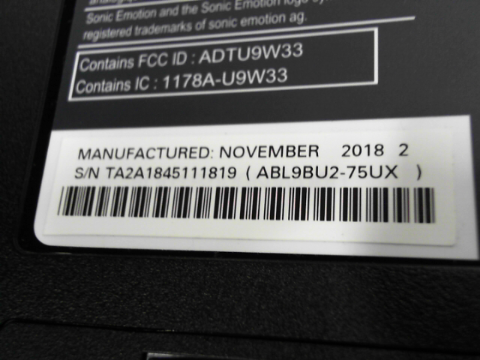 Sonic Emotion and the Sonic Emotion logo
registered trademarks of sonic emotion ag.
Contains FCC ID : ADTU9W33
Contains IC : 1178A-U9W33
MANUFACTURED: NOVEMBER 2018 2
S/N TA2A1845111819 ( ABL9BU2-75UX )